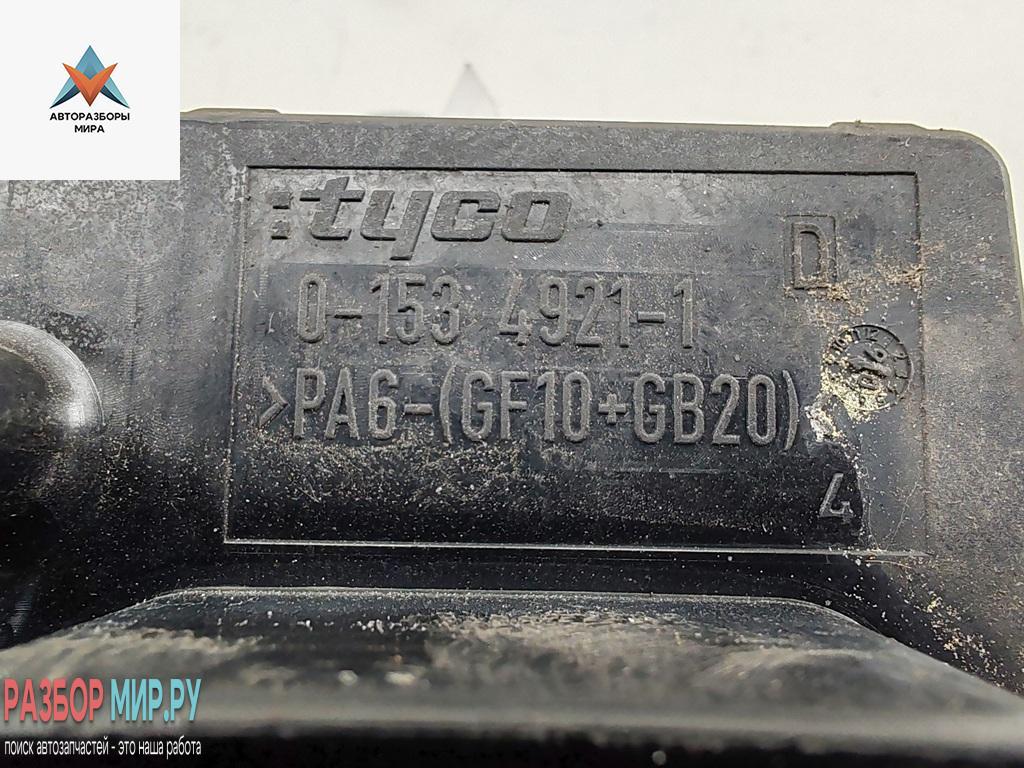 АВТОРАЗБОРЫ
МИРА
:tyco
D
0-153 4921-1
>PA6-(GF10+GB20)
4
РАЗБОР МИР.РУ
поиск автозапчастей - это наша работа